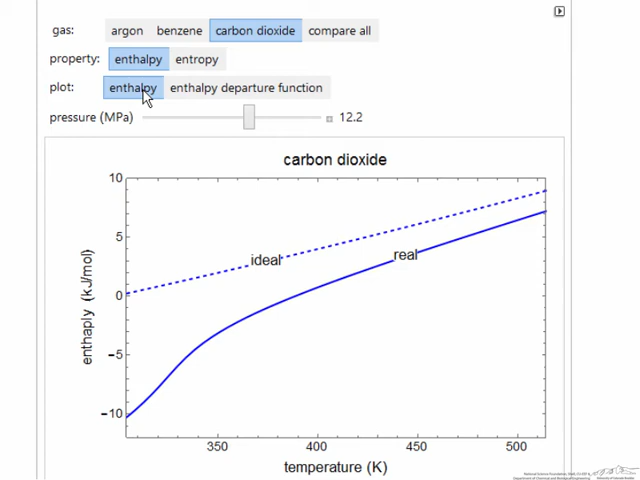 gas: argon benzene carbon dioxide compare all
property: enthalpy entropy
plot: enthalpy enthalpy departure function
pressure (MPa) 12.2
carbon dioxide
10
5
0
−5
−10
enthaply (kJ/mol)
ideal
real
350 400 450 500
temperature (K)